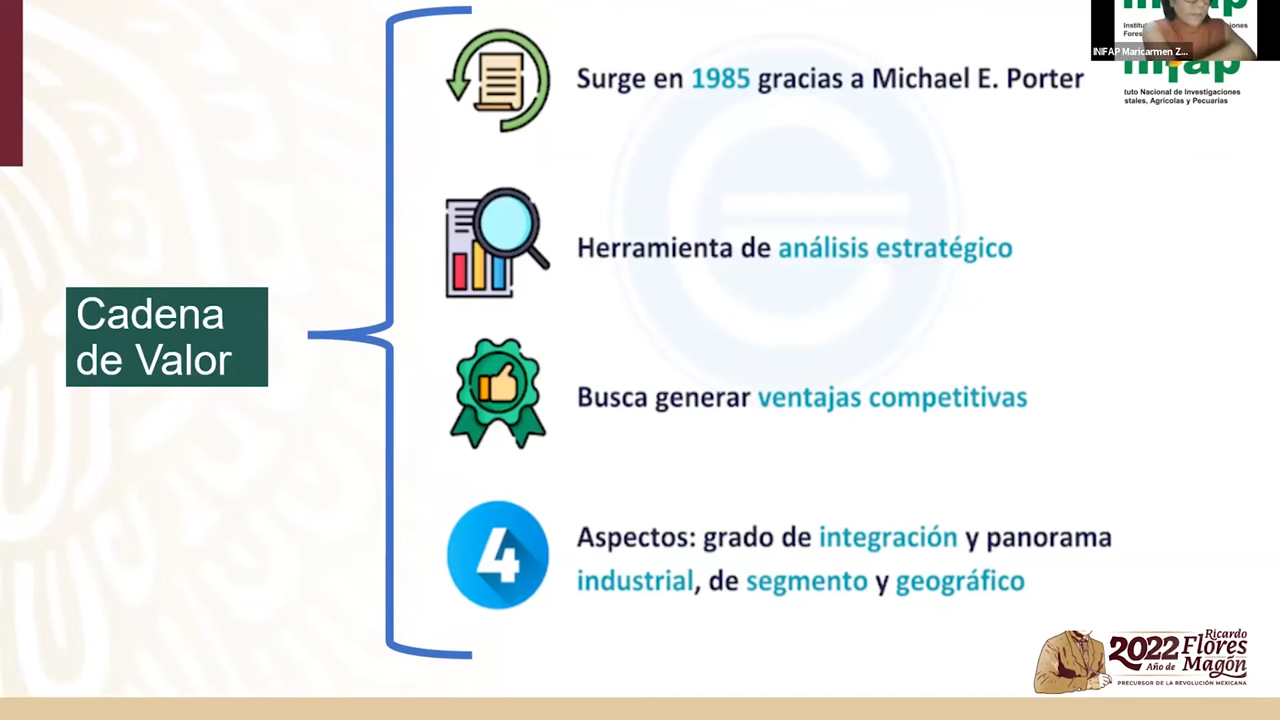 Cadena
de Valor
Surge en 1985 gracias a Michael E. Porter
Herramienta de análisis estratégico
Busca generar ventajas competitivas
4
Aspectos: grado de integración y panorama
industrial, de segmento y geográfico
INIFAP Maricarmen Z...
inifap
tuto Nacional de Investigaciones
stales, Agrícolas y Pecuarias
2022
Año de
Ricardo
Flores
Magón
PRECURSOR DE LA REVOLUCIÓN MEXICANA